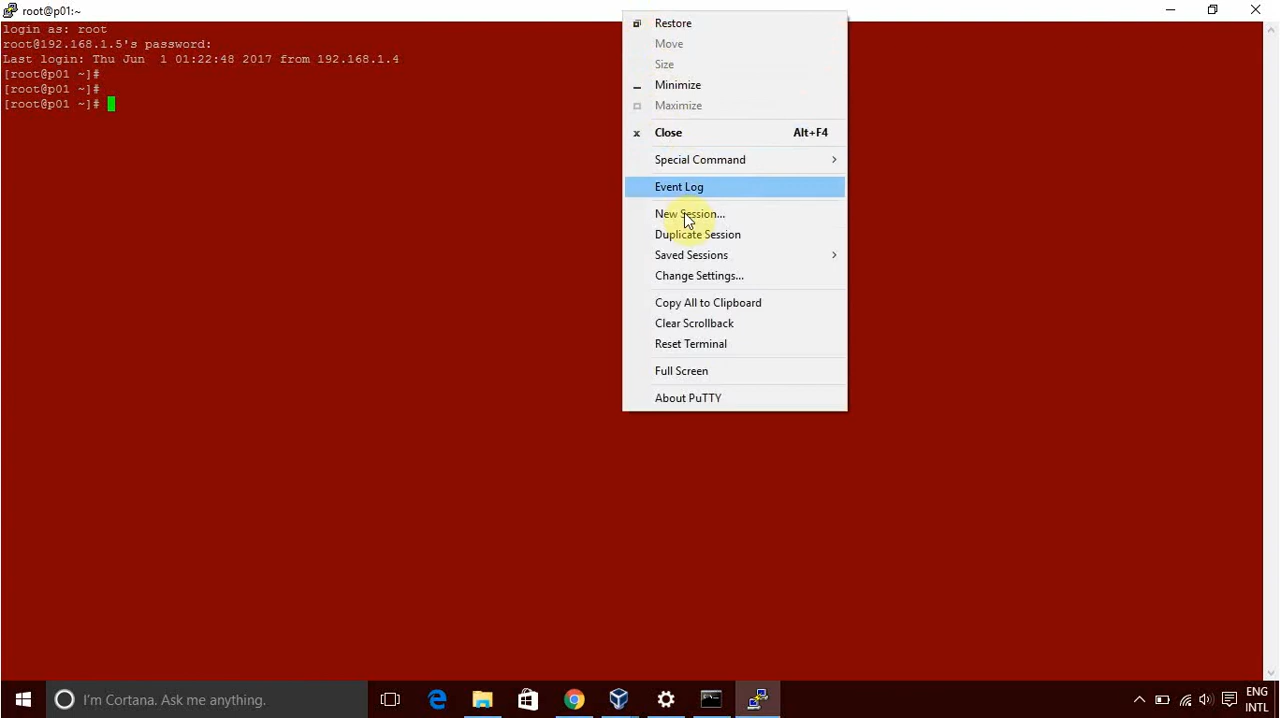 root@p01:~
login as: root
root@192.168.1.5's password:
Last login: Thu Jun  1 01:22:48 2017 from 192.168.1.4
[root@p01 ~]#
[root@p01 ~]#
[root@p01 ~]#
Restore
Move
Size
Minimize
Maximize
Close Alt+F4
Special Command
Event Log
New Session...
Duplicate Session
Saved Sessions
Change Settings...
Copy All to Clipboard
Clear Scrollback
Reset Terminal
Full Screen
About PuTTY
I'm Cortana. Ask me anything.
ENG
INTL